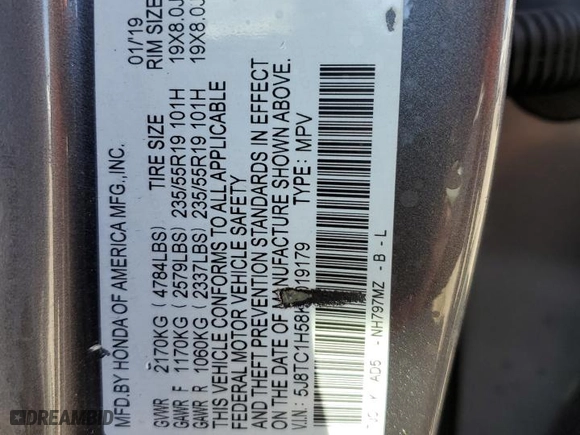 MFD.BY HONDA OF AMERICA MFG.,INC. 01/19
TIRE SIZE RIM SIZE
GVWR 2170KG (4784LBS)
GAWR F 1170KG (2579LBS) 235/55R19 101H 19X8.0J
GAWR R 1060KG (2337LBS) 235/55R19 101H 19X8.0J
THIS VEHICLE CONFORMS TO ALL APPLICABLE
FEDERAL MOTOR VEHICLE SAFETY
AND THEFT PREVENTION STANDARDS IN EFFECT
ON THE DATE OF MANUFACTURE SHOWN ABOVE.
V.I.N.: TYPE: MPV
AD5 -NH797MZ -B-L
DREAMBID